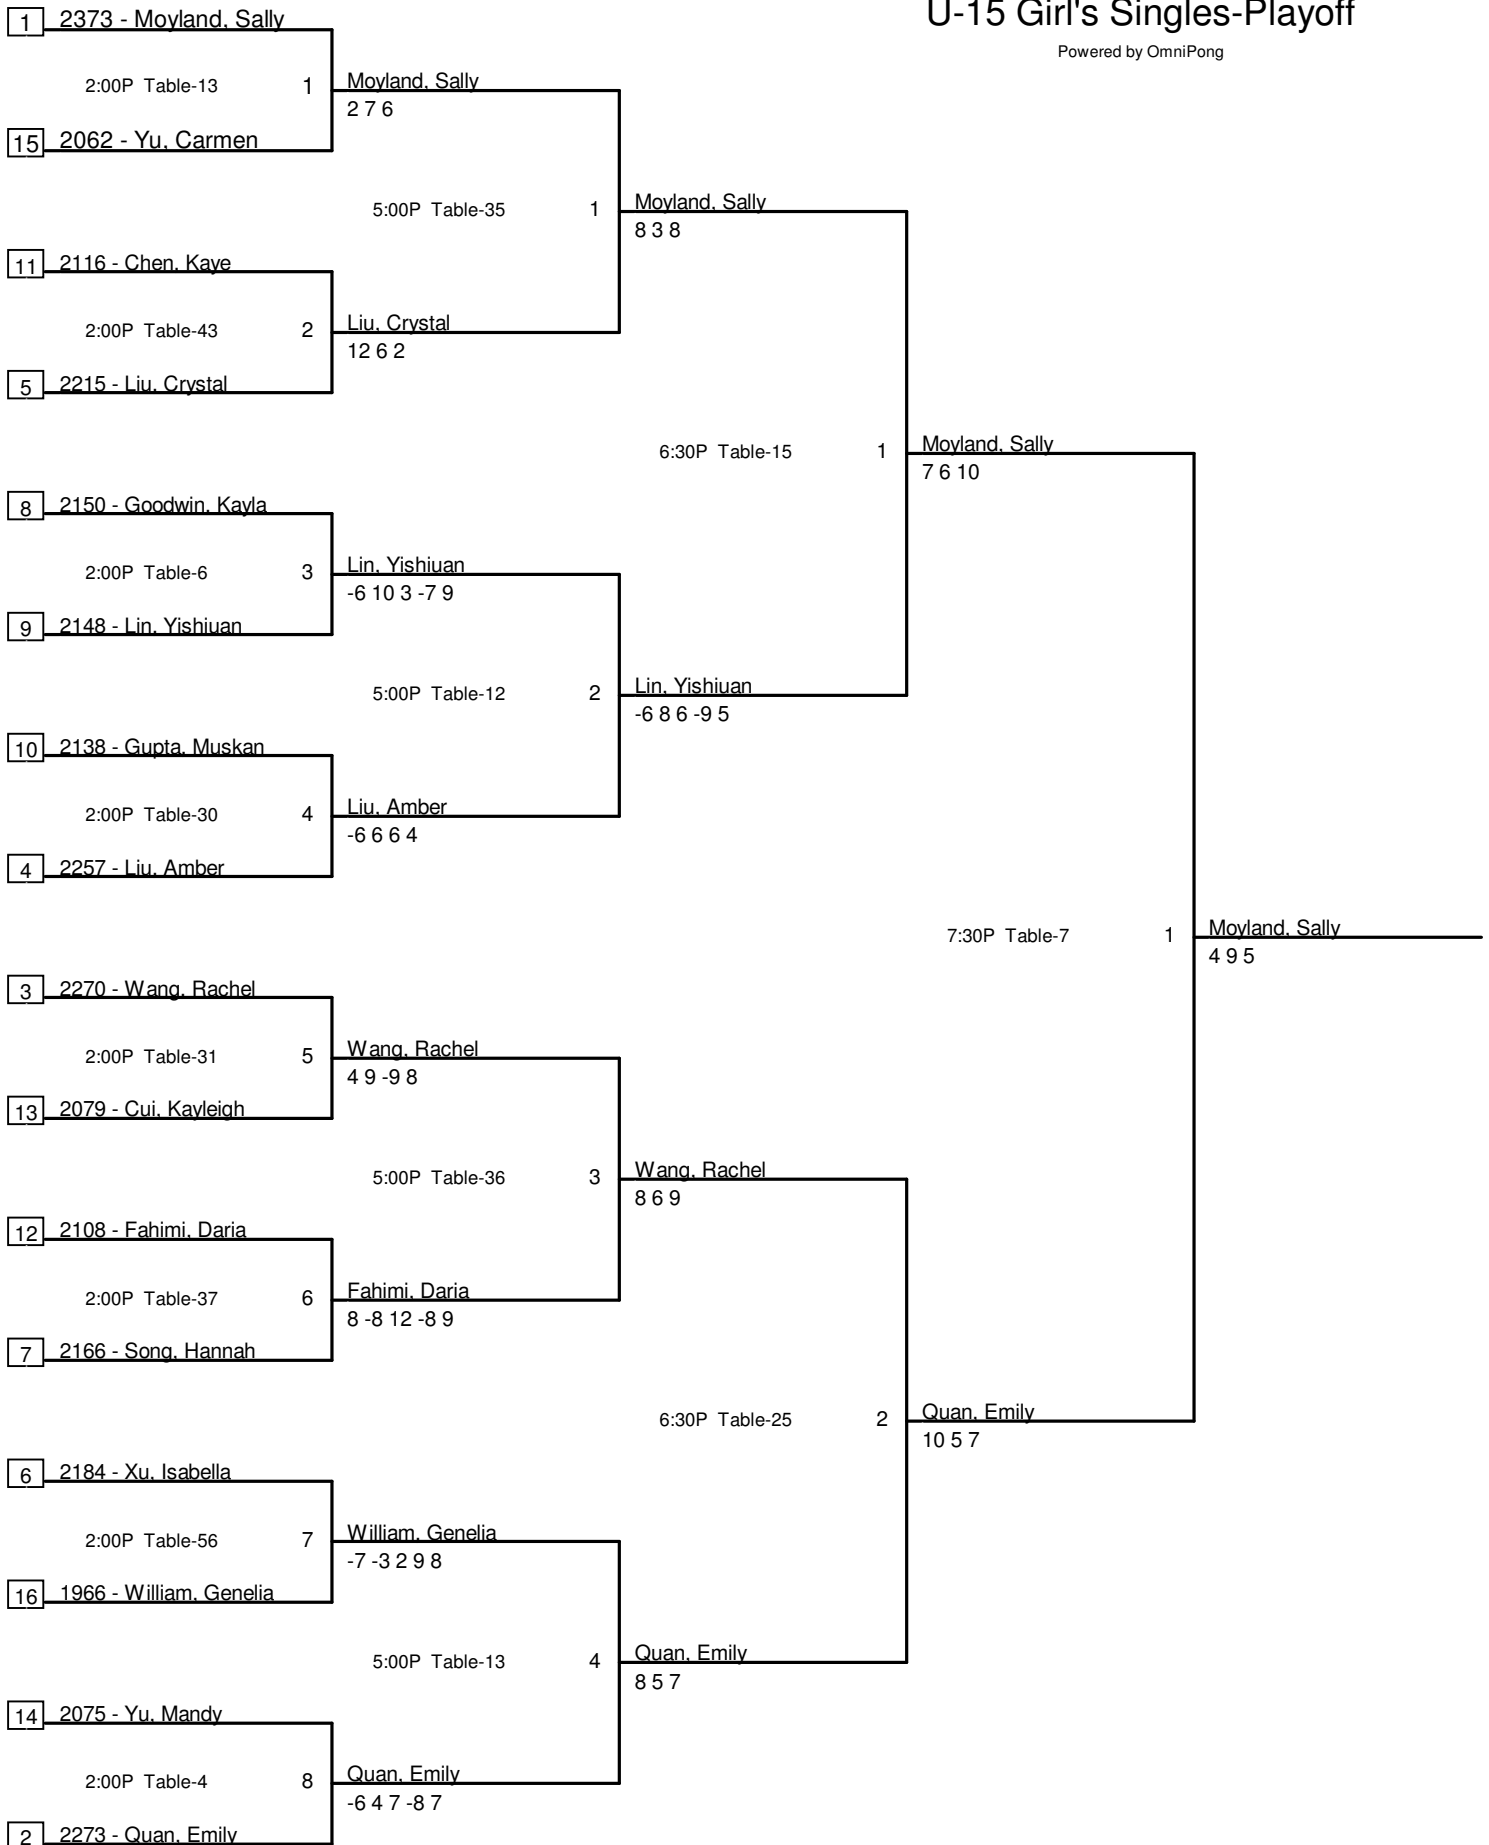 U-15 Girl's Singles-Playoff
Powered by OmniPong
1 2373 - Moyland, Sally
2:00P Table-13 1
Moyland, Sally
2 7 6
15 2062 - Yu, Carmen
5:00P Table-35 1
Moyland, Sally
8 3 8
11 2116 - Chen, Kaye
2:00P Table-43 2
Liu, Crystal
12 6 2
5 2215 - Liu, Crystal
6:30P Table-15 1
Moyland, Sally
7 6 10
8 2150 - Goodwin, Kayla
2:00P Table-6 3
Lin, Yishiuan
-6 10 3 -7 9
9 2148 - Lin, Yishiuan
5:00P Table-12 2
Lin, Yishiuan
-6 8 6 -9 5
10 2138 - Gupta, Muskan
2:00P Table-30 4
Liu, Amber
-6 6 6 4
4 2257 - Liu, Amber
7:30P Table-7 1
Moyland, Sally
4 9 5
3 2270 - Wang, Rachel
2:00P Table-31 5
Wang, Rachel
4 9 -9 8
13 2079 - Cui, Kayleigh
5:00P Table-36 3
Wang, Rachel
8 6 9
12 2108 - Fahimi, Daria
2:00P Table-37 6
Fahimi, Daria
8 -8 12 -8 9
7 2166 - Song, Hannah
6:30P Table-25 2
Quan, Emily
10 5 7
6 2184 - Xu, Isabella
2:00P Table-56 7
William, Genelia
-7 -3 2 9 8
16 1966 - William, Genelia
5:00P Table-13 4
Quan, Emily
8 5 7
14 2075 - Yu, Mandy
2:00P Table-4 8
Quan, Emily
-6 4 7 -8 7
2 2273 - Quan, Emily